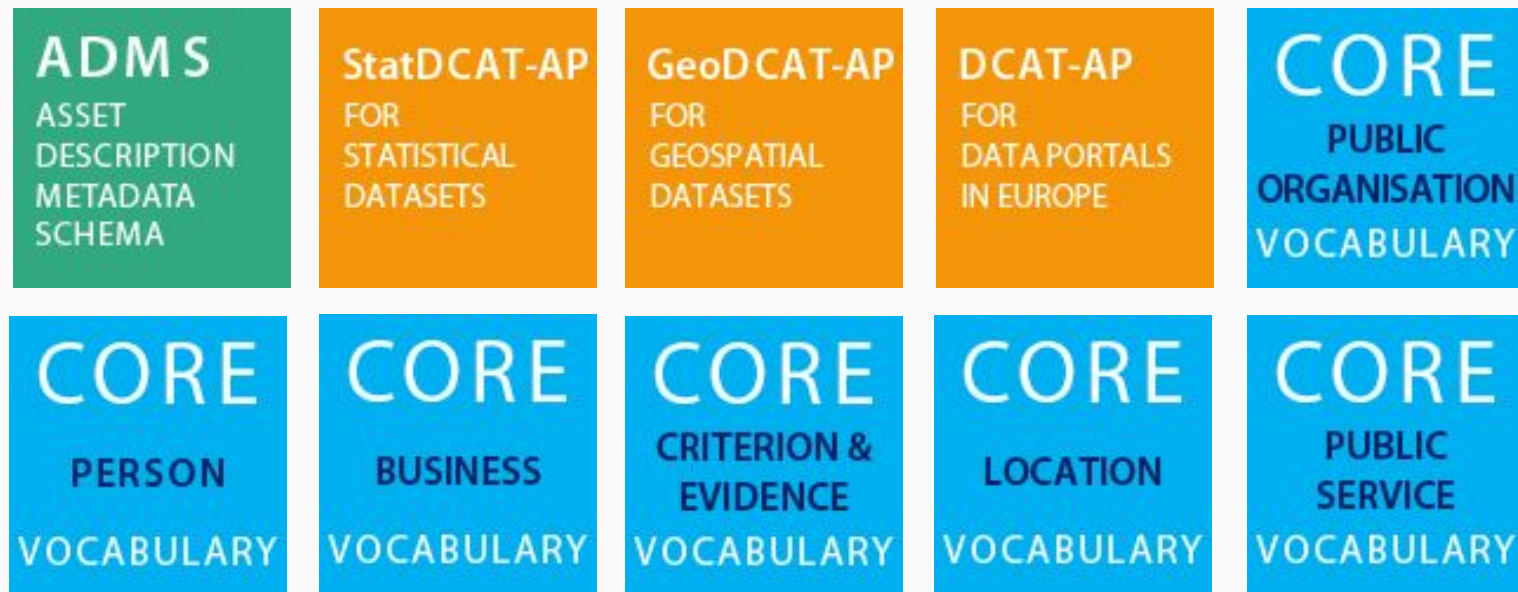 ADMS
ASSET
DESCRIPTION
METADATA
SCHEMA
StatDCAT-AP
FOR
STATISTICAL
DATASETS
GeoDCAT-AP
FOR
GEOSPATIAL
DATASETS
DCAT-AP
FOR
DATA PORTALS
IN EUROPE
CORE
PUBLIC
ORGANISATION
VOCABULARY
CORE
PERSON
VOCABULARY
CORE
BUSINESS
VOCABULARY
CORE
CRITERION &
EVIDENCE
VOCABULARY
CORE
LOCATION
VOCABULARY
CORE
PUBLIC
SERVICE
VOCABULARY